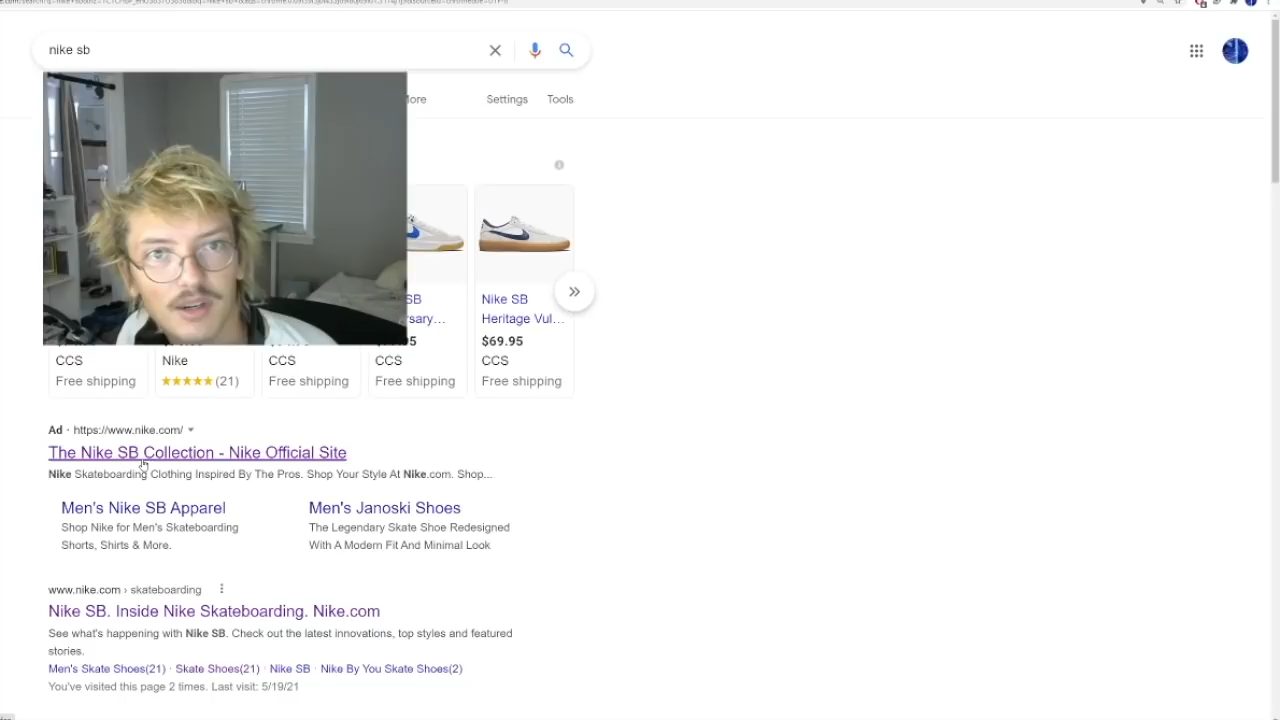 nike sb
More
Settings
Tools
SB
Nike SB
rsary...
Heritage Vul...
$69.95
CCS
Nike
CCS
CCS
CCS
Free shipping
★★★★★ (21)
Free shipping
Free shipping
Free shipping
Ad · https://www.nike.com/
The Nike SB Collection - Nike Official Site
Nike Skateboarding Clothing Inspired By The Pros. Shop Your Style At Nike.com. Shop...
Men's Nike SB Apparel
Men's Janoski Shoes
Shop Nike for Men's Skateboarding
The Legendary Skate Shoe Redesigned
Shorts, Shirts & More.
With A Modern Fit And Minimal Look
www.nike.com › skateboarding
Nike SB. Inside Nike Skateboarding. Nike.com
See what's happening with Nike SB. Check out the latest innovations, top styles and featured
stories.
Men's Skate Shoes(21) · Skate Shoes(21) · Nike SB · Nike By You Skate Shoes(2)
You've visited this page 2 times. Last visit: 5/19/21